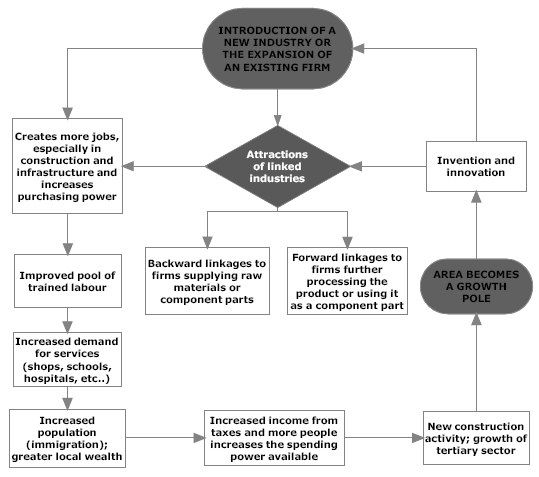 INTRODUCTION OF A
NEW INDUSTRY OR
THE EXPANSION OF
AN EXISTING FIRM
Creates more jobs,
especially in
construction and
infrastructure and
increases
purchasing power
Attractions
of linked
industries
Invention and
innovation
Backward linkages to
firms supplying raw
materials or
component parts
Forward linkages to
firms further
processing the
product or using it
as a component part
Improved pool of
trained labour
AREA BECOMES
A GROWTH
POLE
Increased demand
for services
(shops, schools,
hospitals, etc..)
Increased
population
(immigration);
greater local wealth
Increased income from
taxes and more people
increases the spending
power available
New construction
activity; growth of
tertiary sector